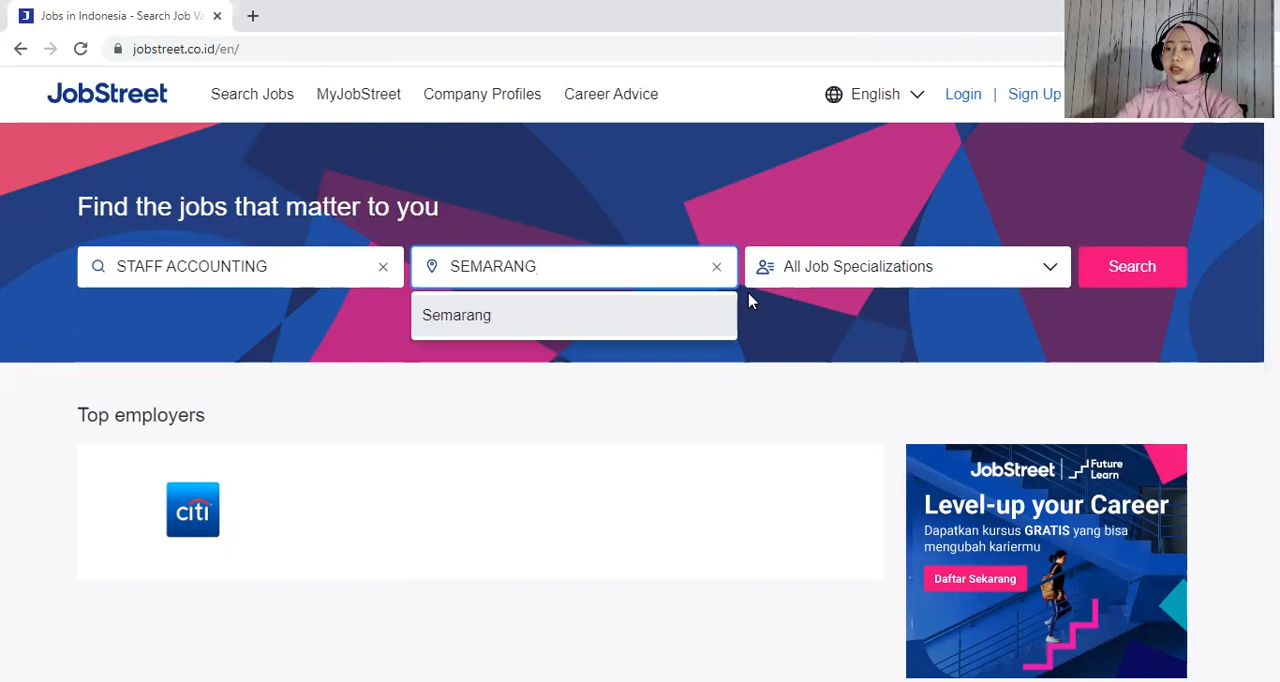 Jobs in Indonesia - Search Job Va
jobstreet.co.id/en/
JobStreet
Search Jobs
MyJobStreet
Company Profiles
Career Advice
English
Login | Sign Up
Find the jobs that matter to you
STAFF ACCOUNTING
SEMARANG
All Job Specializations
Search
Semarang
Top employers
citi
JobStreet | Future
Learn
Level-up your Career
Dapatkan kursus GRATIS yang bisa
mengubah kariermu
Daftar Sekarang